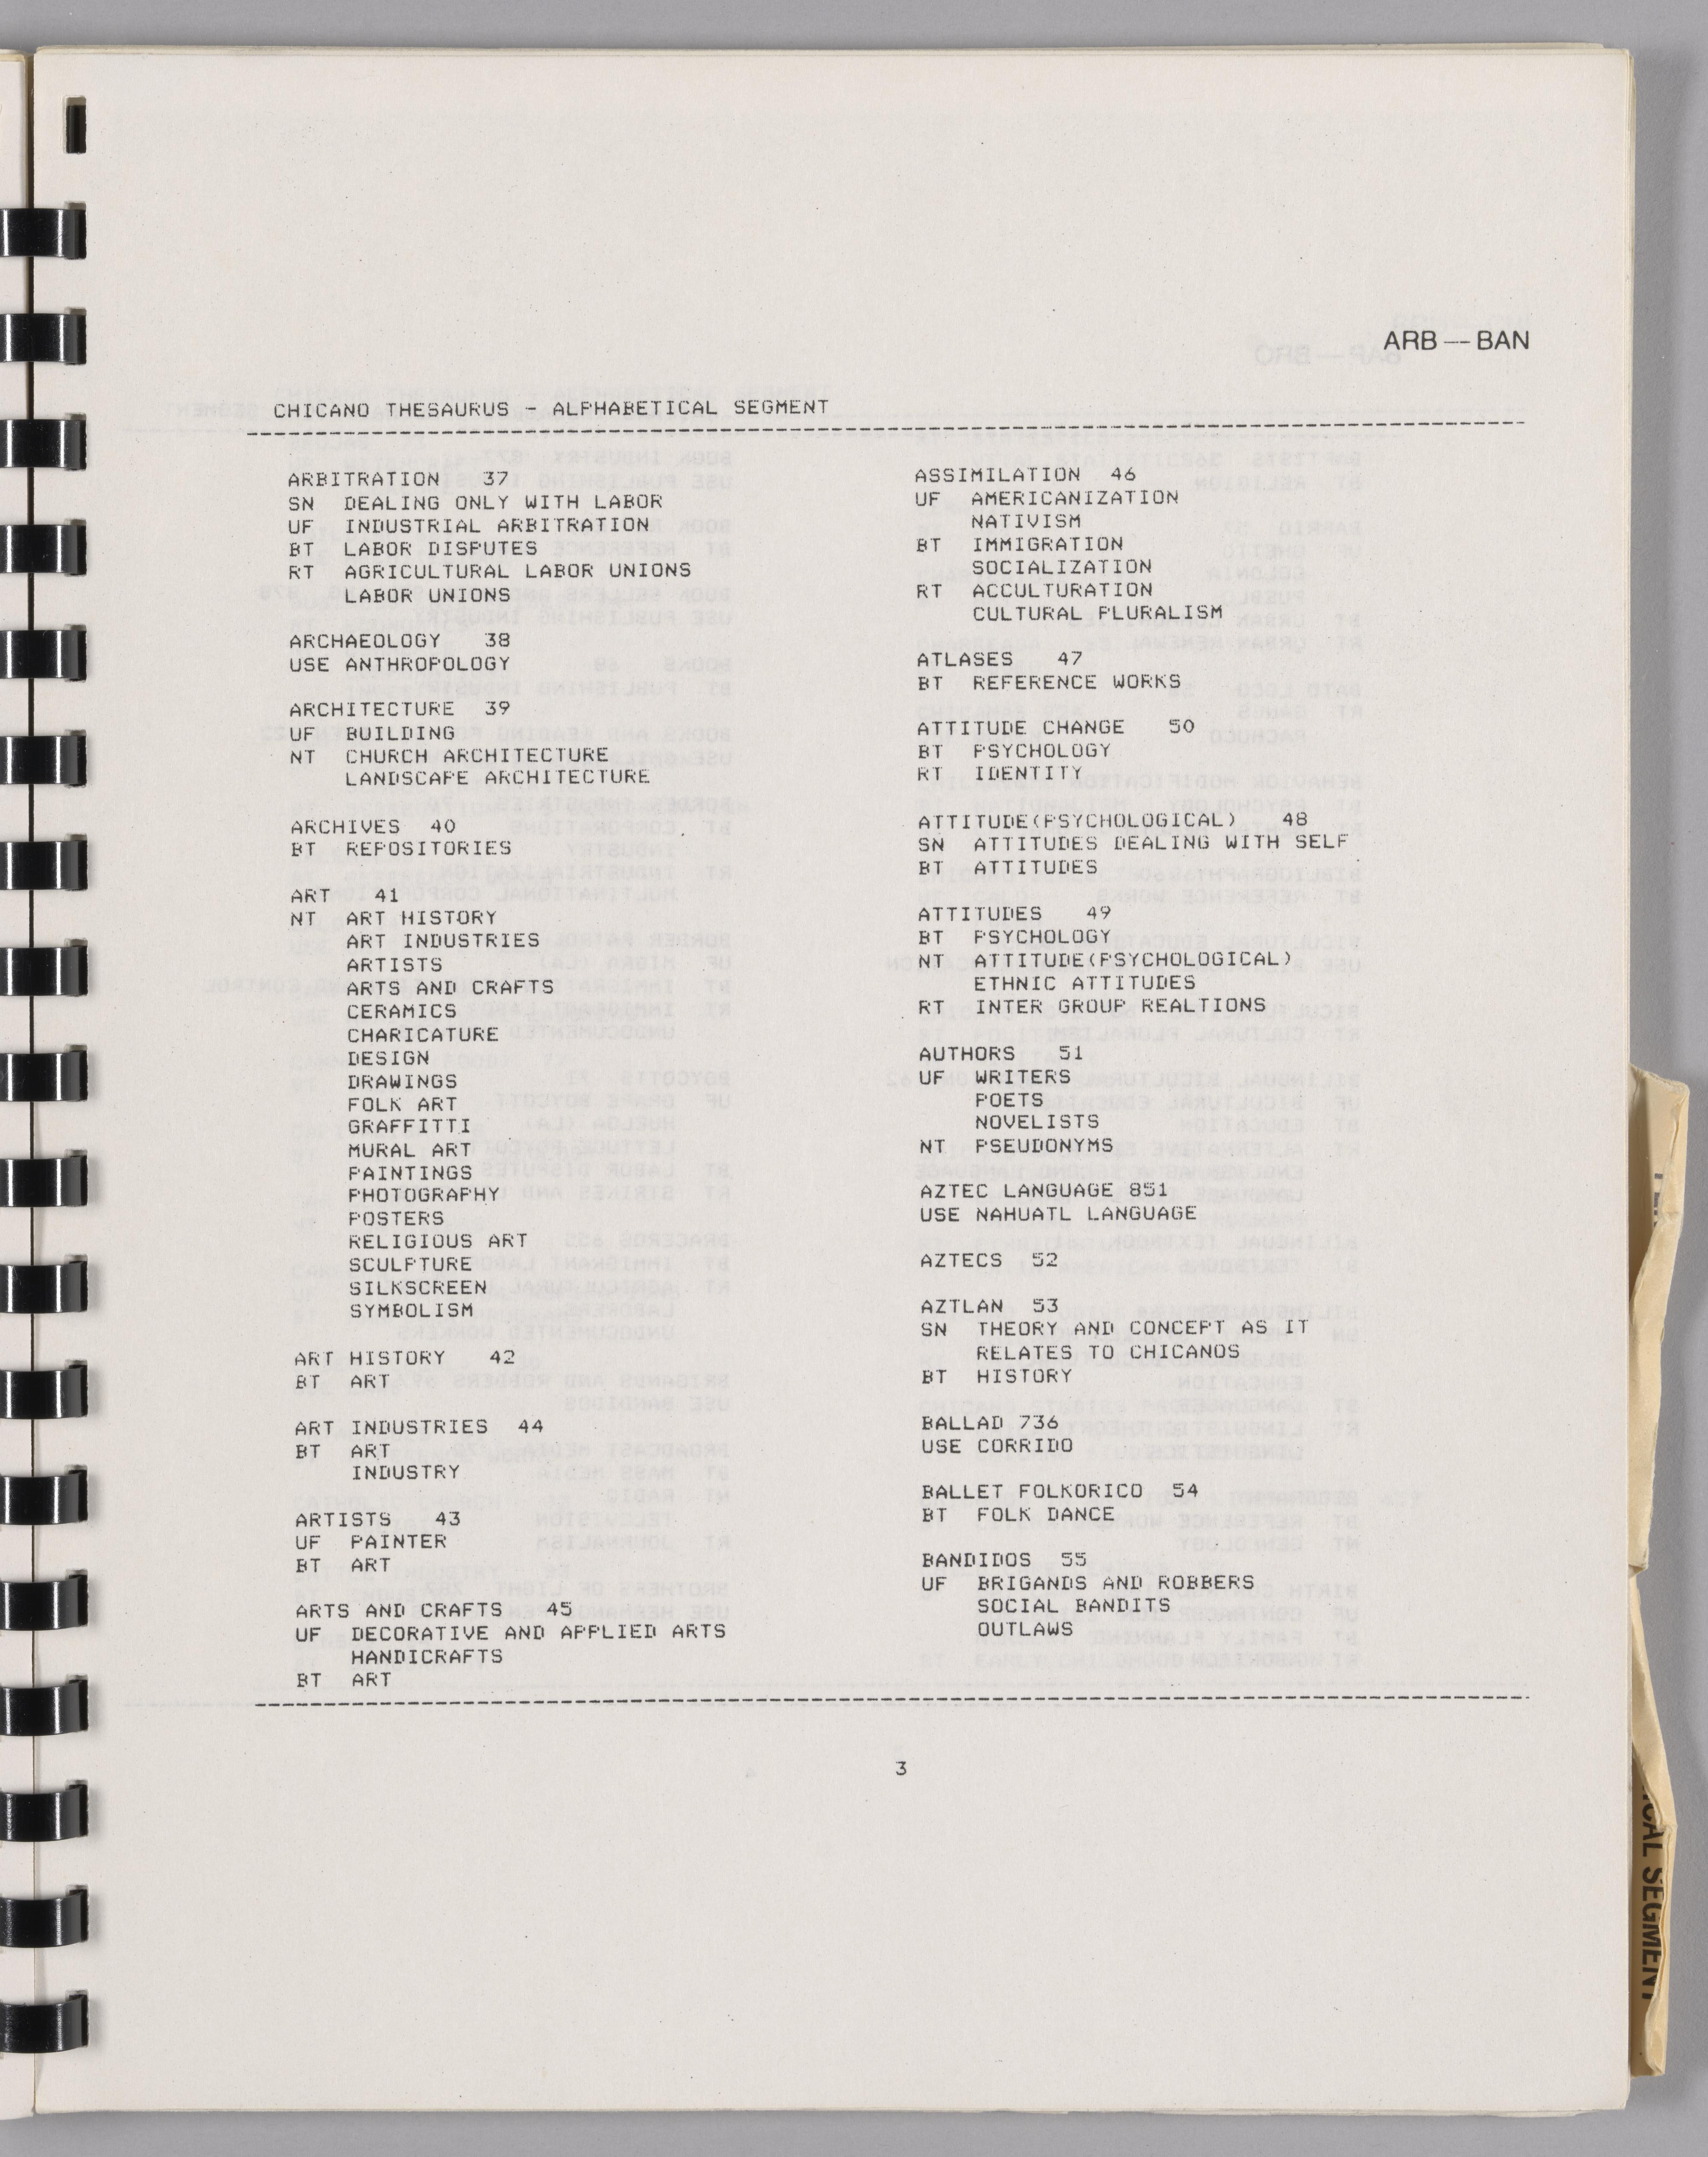 ARB — BAN
CHICANO THESAURUS - ALPHABETICAL SEGMENT
ARBITRATION 37
SN DEALING ONLY WITH LABOR
UF INDUSTRIAL ARBITRATION
BT LABOR DISPUTES
RT AGRICULTURAL LABOR UNIONS
LABOR UNIONS
ARCHAEOLOGY 38
USE ANTHROPOLOGY
ARCHITECTURE 39
UF BUILDING
NT CHURCH ARCHITECTURE
LANDSCAPE ARCHITECTURE
ARCHIVES 40
BT REPOSITORIES
ART 41
NT ART HISTORY
ART INDUSTRIES
ARTISTS
ARTS AND CRAFTS
CERAMICS
CHARICATURE
DESIGN
DRAWINGS
FOLK ART
GRAFFITTI
MURAL ART
PAINTINGS
PHOTOGRAPHY
POSTERS
RELIGIOUS ART
SCULPTURE
SILKSCREEN
SYMBOLISM
ART HISTORY 42
BT ART
ART INDUSTRIES 44
BT ART
INDUSTRY
ARTISTS 43
UF PAINTER
BT ART
ARTS AND CRAFTS 45
UF DECORATIVE AND APPLIED ARTS
HANDICRAFTS
BT ART
ASSIMILATION 46
UF AMERICANIZATION
NATIVISM
BT IMMIGRATION
SOCIALIZATION
RT ACCULTURATION
CULTURAL PLURALISM
ATLASES 47
BT REFERENCE WORKS
ATTITUDE CHANGE 50
BT PSYCHOLOGY
RT IDENTITY
ATTITUDE(PSYCHOLOGICAL) 48
SN ATTITUDES DEALING WITH SELF
BT ATTITUDES
ATTITUDES 49
BT PSYCHOLOGY
NT ATTITUDE(PSYCHOLOGICAL)
ETHNIC ATTITUDES
RT INTER GROUP REALTIONS
AUTHORS 51
UF WRITERS
POETS
NOVELISTS
NT PSEUDONYMS
AZTEC LANGUAGE 851
USE NAHUATL LANGUAGE
AZTECS 52
AZTLAN 53
SN THEORY AND CONCEPT AS IT
RELATES TO CHICANOS
BT HISTORY
BALLAD 736
USE CORRIDO
BALLET FOLKORICO 54
BT FOLK DANCE
BANDIDOS 55
UF BRIGANDS AND ROBBERS
SOCIAL BANDITS
OUTLAWS
3
SEGMENT